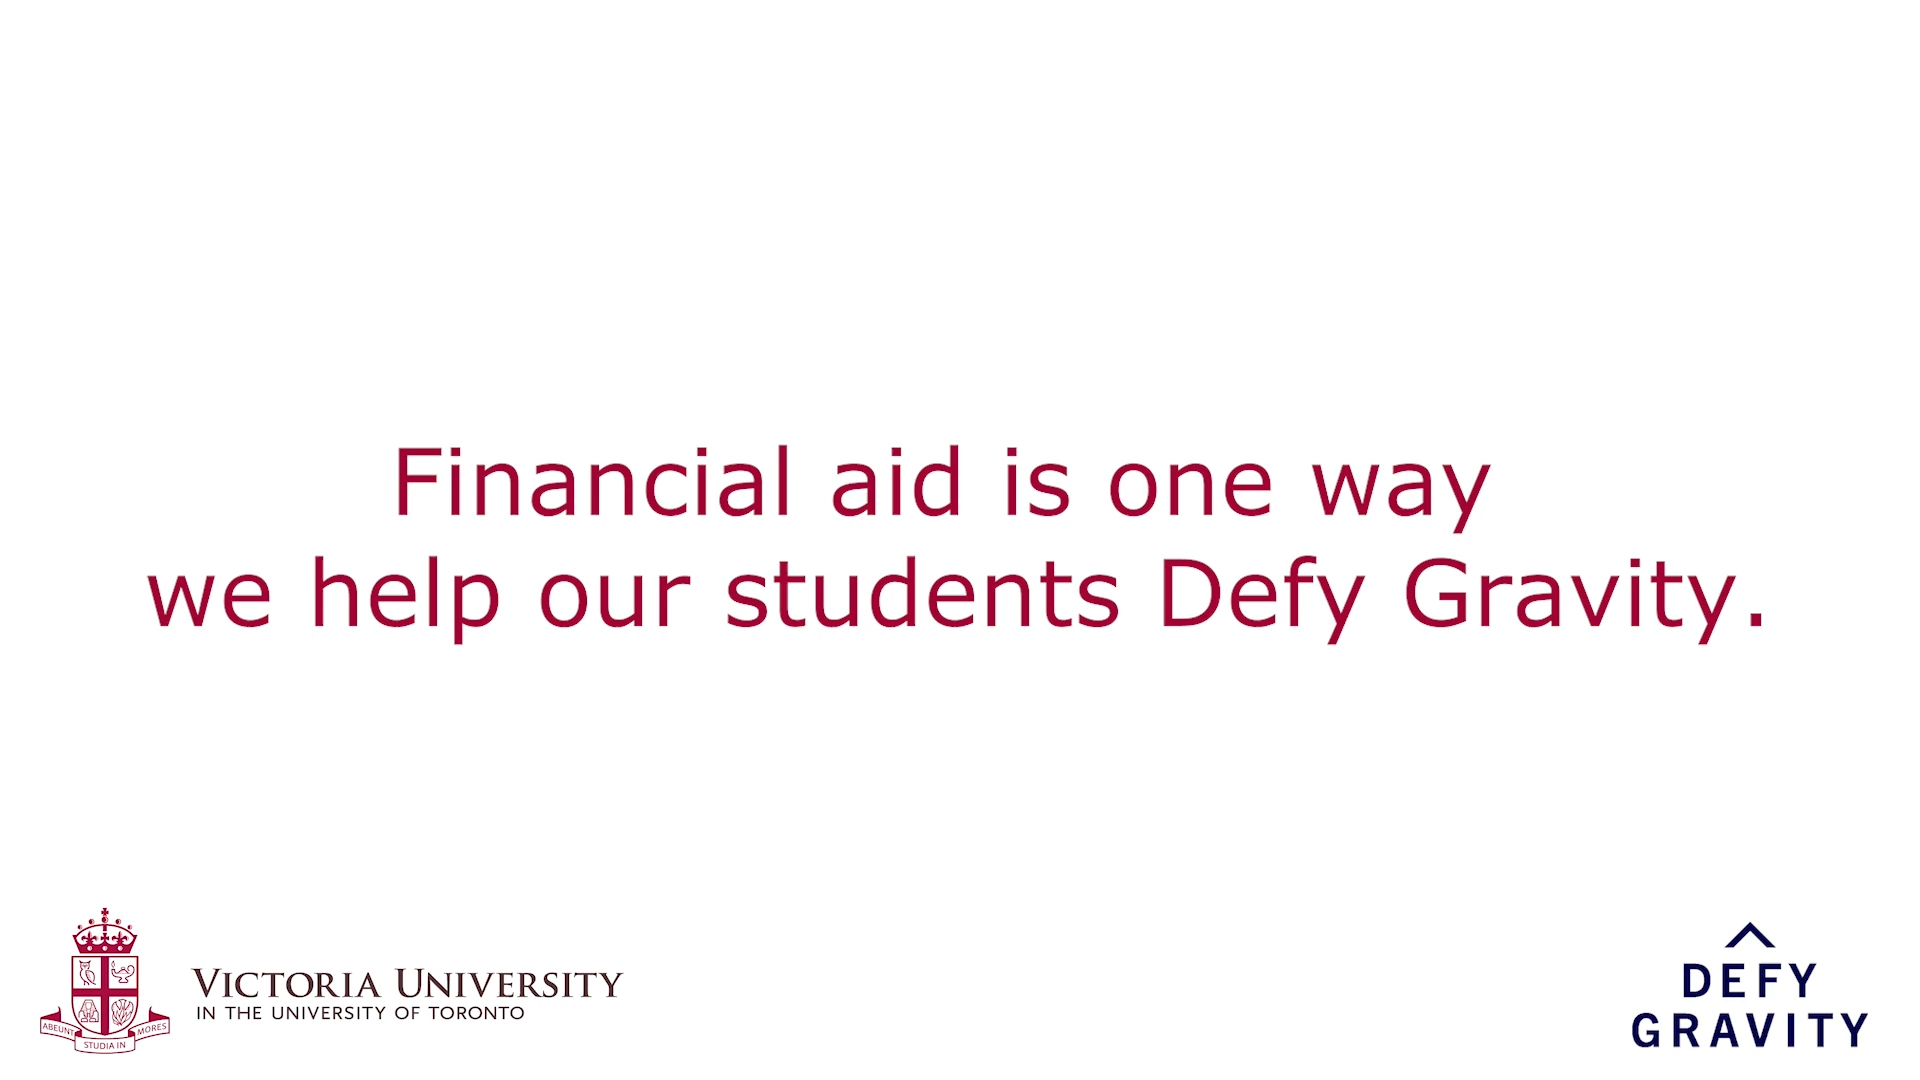 Financial aid is one way
we help our students Defy Gravity.
ABEUNT STUDIA IN MORES
VICTORIA UNIVERSITY
IN THE UNIVERSITY OF TORONTO
DEFY
GRAVITY